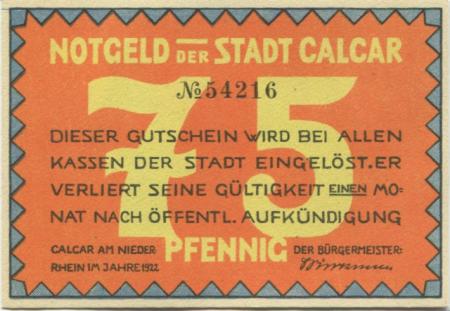 NOTGELD DER STADT CALCAR
75
№54216
DIESER GUTSCHEIN WIRD BEI ALLEN
KASSEN DER STADT EINGELÖST. ER
VERLIERT SEINE GÜLTIGKEIT EINEN MO=
NAT NACH ÖFFENTL. AUFKÜNDIGUNG
CALCAR AM NIEDER
RHEIN IM JAHRE 1922
PFENNIG
DER BÜRGERMEISTER: